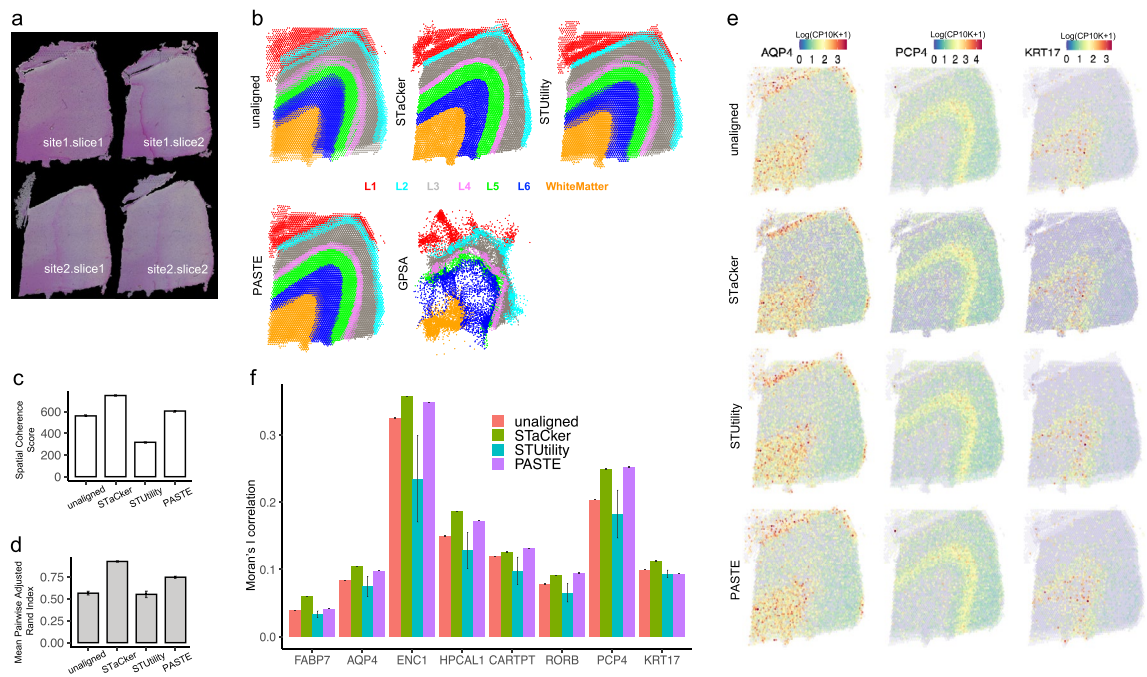 a
site1.slice1
site1.slice2
site2.slice1
site2.slice2
b
unaligned
STaCker
STUtility
L1 L2 L3 L4 L5 L6 WhiteMatter
PASTE
GPSA
c
Spatial Coherence
Score
600
400
200
0
unaligned
STaCker
STUtility
PASTE
d
Mean Pairwise Adjusted
Rand Index
0.75
0.50
0.25
0.00
unaligned
STaCker
STUtility
PASTE
e
Log(CP10K+1)
AQP4
0 1 2 3
Log(CP10K+1)
PCP4
0 1 2 3 4
Log(CP10K+1)
KRT17
0 1 2 3
unaligned
STaCker
STUtility
PASTE
f
Moran's I correlation
0.3
0.2
0.1
0.0
unaligned
STaCker
STUtility
PASTE
FABP7 AQP4 ENC1 HPCAL1 CARTPT RORB PCP4 KRT17